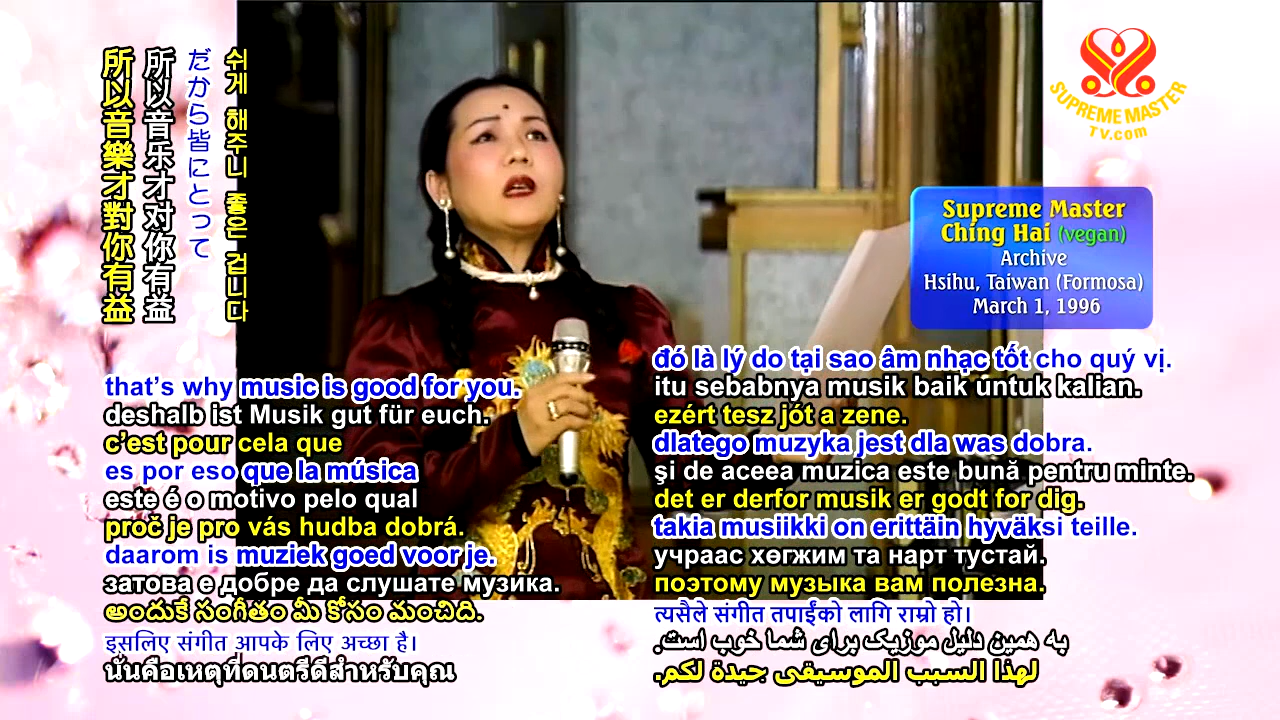 所以音樂才對你有益
所以音乐才对你有益
だから皆にとって
쉬게 해주니 좋은 겁니다
SUPREME MASTER
TV.com
Supreme Master
Ching Hai (vegan)
Archive
Hsihu, Taiwan (Formosa)
March 1, 1996
that's why music is good for you.
deshalb ist Musik gut für euch.
c'est pour cela que
es por eso que la música
este é o motivo pelo qual
proč je pro vás hudba dobrá.
daarom is muziek goed voor je.
затова е добре да слушате музика.
అందుకే సంగీతం మీ కోసం మంచిది.
इसलिए संगीत आपके लिए अच्छा है।
นั่นคือเหตุที่ดนตรีดีสำหรับคุณ
đó là lý do tại sao âm nhạc tốt cho quý vị.
itu sebabnya musik baik úntuk kalian.
ezért tesz jót a zene.
dlatego muzyka jest dla was dobra.
şi de aceea muzica este bună pentru minte.
det er derfor musik er godt for dig.
takia musiikki on erittäin hyväksi teille.
учраас хөгжим та нарт тустай.
поэтому музыка вам полезна.
त्यसैले संगीत तपाईंको लागि राम्रो हो।
به همین دلیل موزیک برای شما خوب است.
لهذا السبب الموسيقى جيدة لكم.